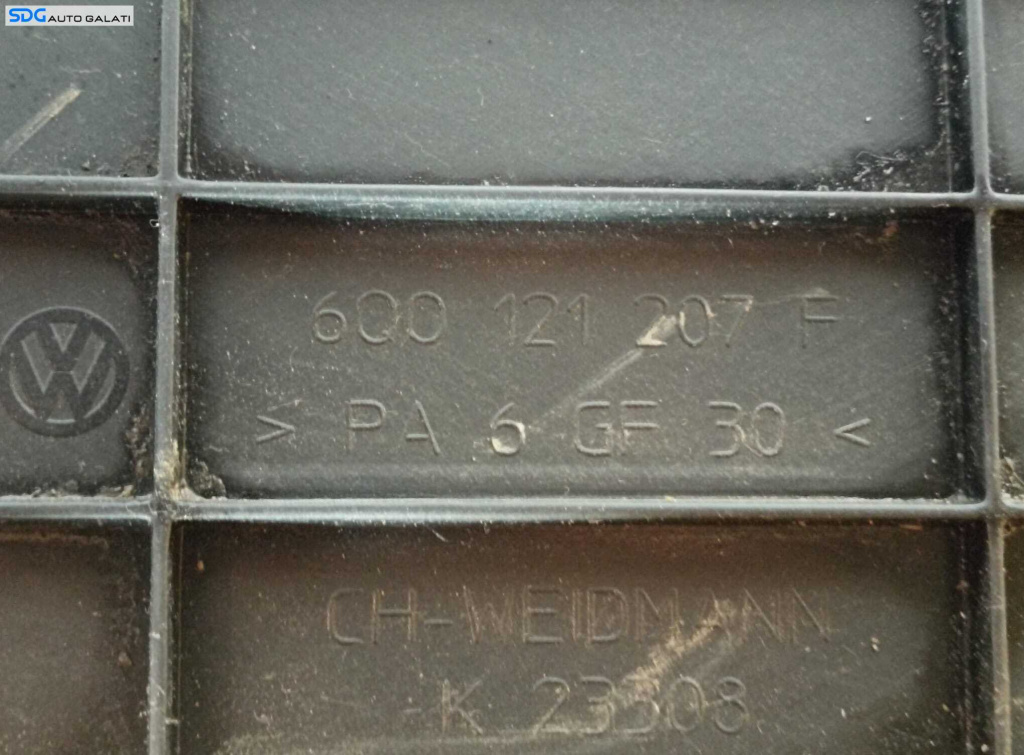 SDG AUTO GALATI
6Q0 121 207 F
> PA 6 GF 30 <
CH-WEIDMANN
K 23308